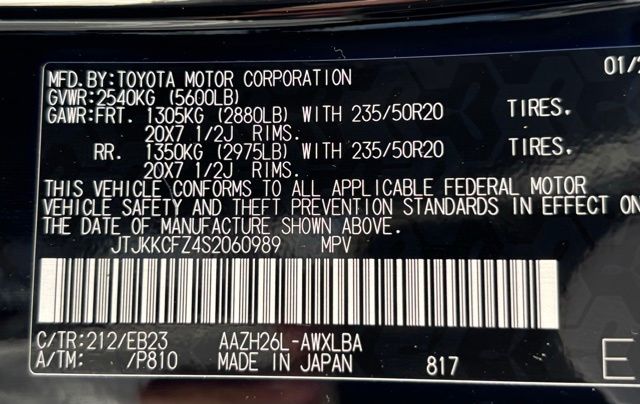 01/2
MFD.BY:TOYOTA MOTOR CORPORATION
GVWR:2540KG (5600LB)
GAWR:FRT. 1305KG (2880LB) WITH 235/50R20 TIRES.
20X7 1/2J RIMS.
RR. 1350KG (2975LB) WITH 235/50R20 TIRES.
20X7 1/2J RIMS.
THIS VEHICLE CONFORMS TO ALL APPLICABLE FEDERAL MOTOR
VEHICLE SAFETY AND THEFT PREVENTION STANDARDS IN EFFECT ON
THE DATE OF MANUFACTURE SHOWN ABOVE.
JTJKKCFZ4S2060989 MPV
C/TR:212/EB23 AAZH26L-AWXLBA
A/TM: /P810 MADE IN JAPAN 817 E